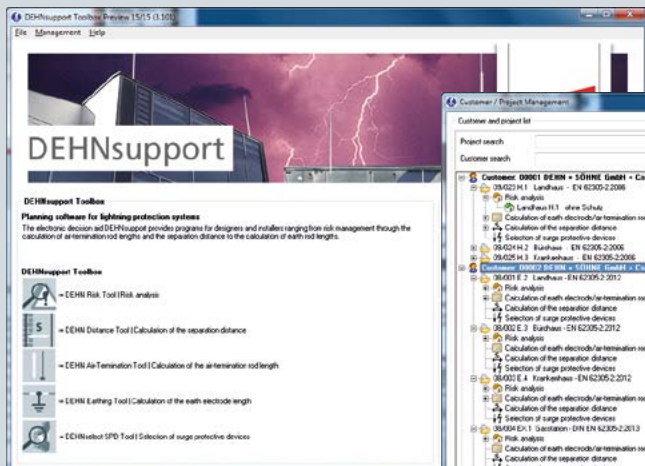 DEHNsupport Toolbox Preview 15/15 (3.101)
File Management Help
DEHNsupport
DEHNsupport Toolbox
Planning software for lightning protection systems
The electronic decision aid DEHNsupport provides programs for designers and installers ranging from risk management through the
calculation of air-termination rod lengths and the separation distance to the calculation of earth rod lengths.
DEHNsupport Toolbox
DEHN Risk Tool | Risk analysis
S
DEHN Distance Tool | Calculation of the separation distance
DEHN Air-Termination Tool | Calculation of the air-termination rod length
DEHN Earthing Tool | Calculation of the earth electrode length
DEHNselect SPD Tool | Selection of surge protective devices
Customer / Project Management
Customer and project list
Project search
Customer search
Customer: 00001 DEHN + SÖHNE GmbH + Co
09/023 H.1 Landhaus - EN 62305-2:2006
Risk analysis
Landhaus H.1 ohne Schutz
Calculation of earth electrode/air-termination ro
Calculation of the separation distance
Selection of surge protective devices
09/024 H.2 Bürohaus - EN 62305-2:2006
09/025 H.3 Krankenhaus - EN 62305-2:2006
Customer: 00002 DEHN + SÖHNE GmbH + Co
08/001 E.2 Landhaus - EN 62305-2:2012
Risk analysis
Calculation of earth electrode/air-termination ro
Calculation of the separation distance
Selection of surge protective devices
08/002 E.3 Bürohaus - EN 62305-2:2012
Risk analysis
Calculation of earth electrode/air-termination ro
Calculation of the separation distance
Selection of surge protective devices
08/003 E.4 Krankenhaus - EN 62305-2:2012
Risk analysis
Calculation of earth electrode/air-termination ro
Calculation of the separation distance
Selection of surge protective devices
08/004 EX.1 Gasstation - DIN EN 62305-2:2013
Risk analysis
Calculation of earth electrode/air-termination ro
Calculation of the separation distance